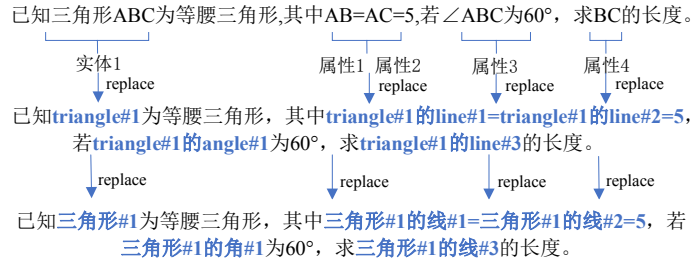 已知三角形ABC为等腰三角形,其中AB=AC=5,若∠ABC为60°，求BC的长度。
实体1 属性1 属性2 属性3 属性4
replace replace replace replace
已知triangle#1为等腰三角形，其中triangle#1的line#1=triangle#1的line#2=5，
若triangle#1的angle#1为60°，求triangle#1的line#3的长度。
replace replace replace replace
已知三角形#1为等腰三角形，其中三角形#1的线#1=三角形#1的线#2=5，若
三角形#1的角#1为60°，求三角形#1的线#3的长度。